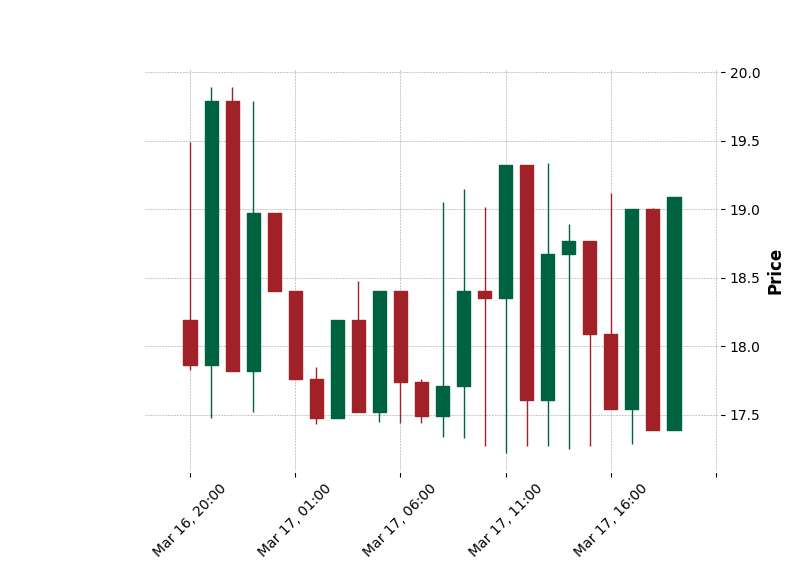 20.0
19.5
19.0
18.5
18.0
17.5
Price
Mar 16, 20:00
Mar 17, 01:00
Mar 17, 06:00
Mar 17, 11:00
Mar 17, 16:00